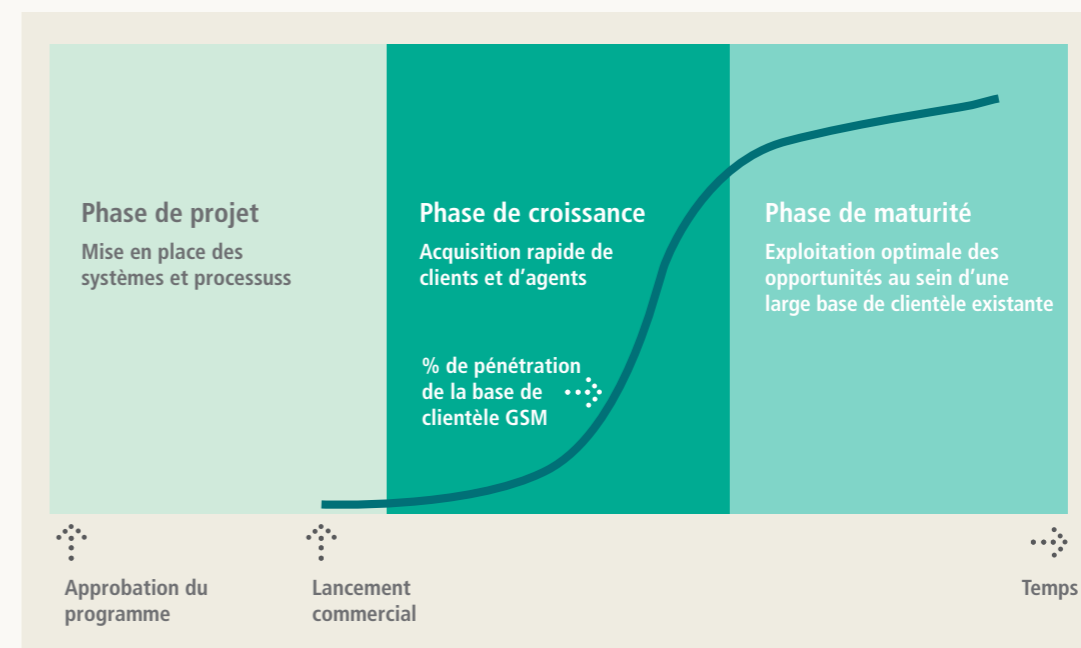 Phase de projet
Mise en place des
systèmes et processuss
Phase de croissance
Acquisition rapide de
clients et d’agents
% de pénétration
de la base de
clientèle GSM
Phase de maturité
Exploitation optimale des
opportunités au sein d’une
large base de clientèle existante
Approbation du
programme
Lancement
commercial
Temps